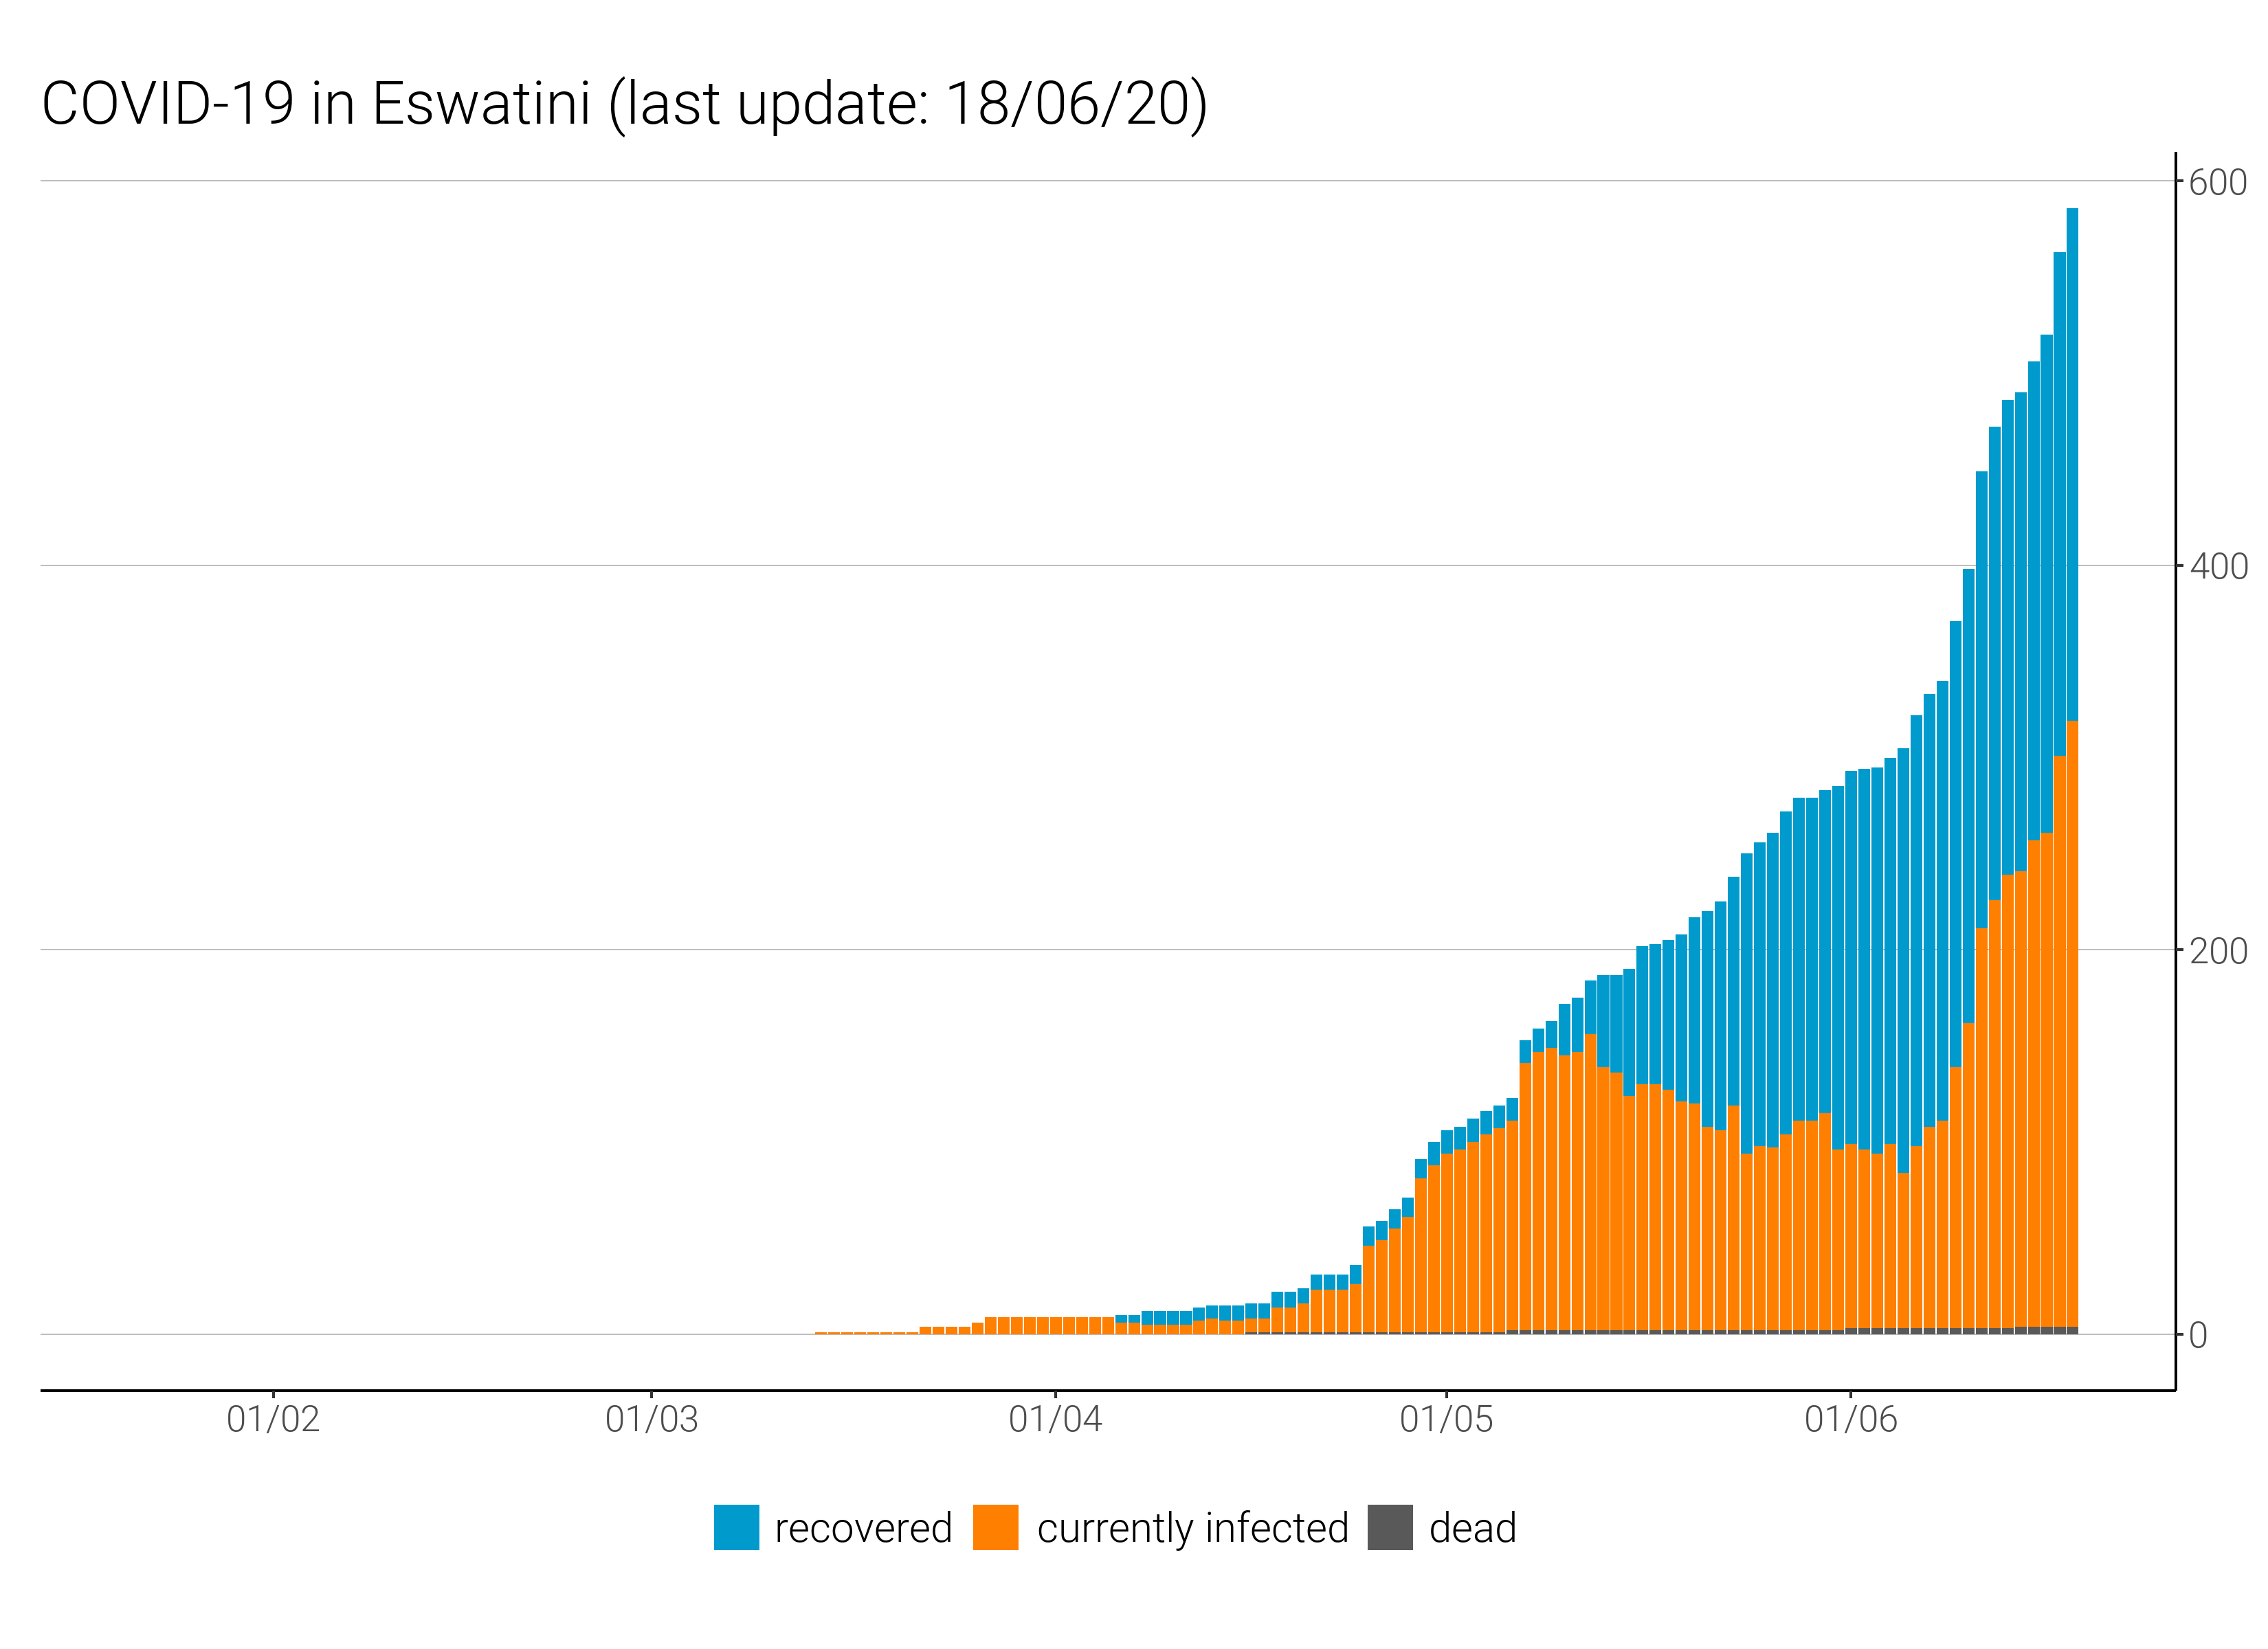 COVID-19 in Eswatini (last update: 18/06/20)
600
400
200
0
01/02 01/03 01/04 01/05 01/06
recovered currently infected dead